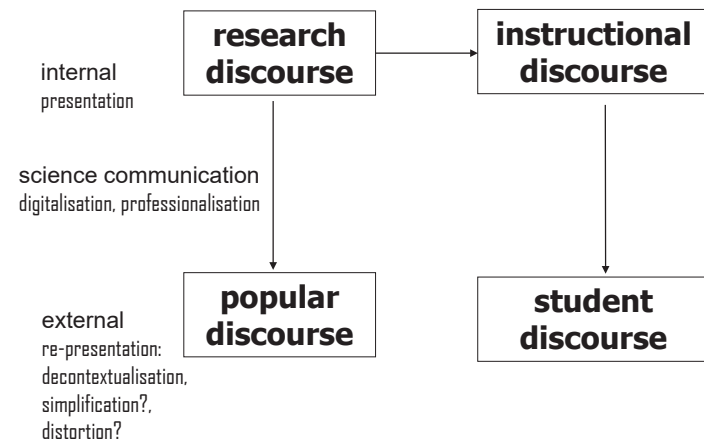 research
discourse
instructional
discourse
internal
presentation
science communication
digitalisation, professionalisation
popular
discourse
student
discourse
external
re-presentation:
decontextualisation,
simplification?,
distortion?